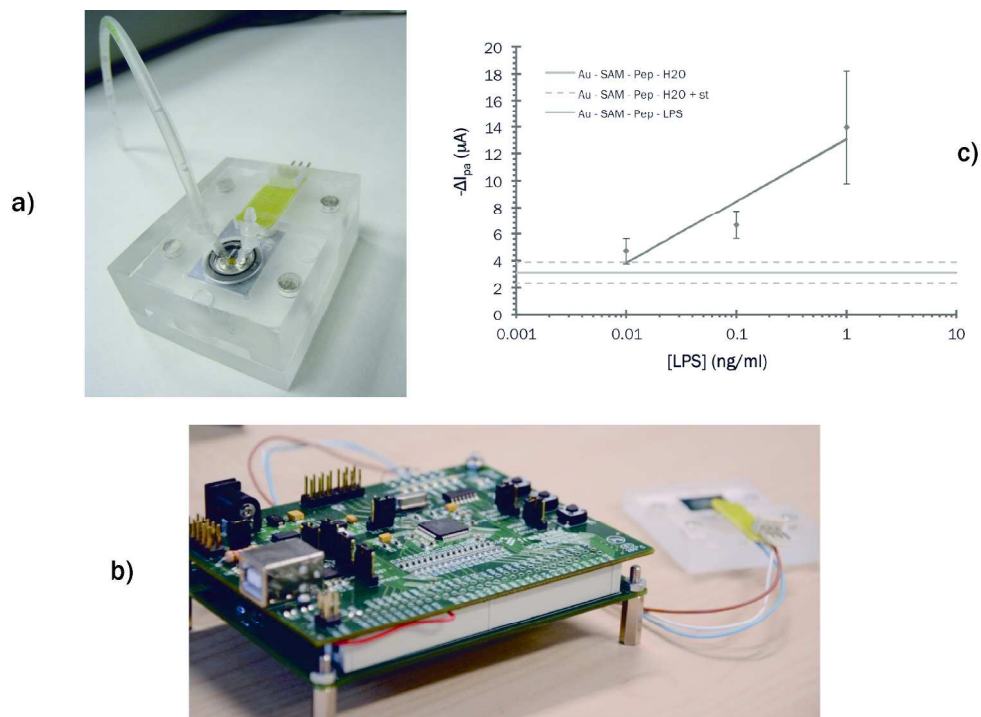 a)
20
18
16
14
12
10
8
6
4
2
0
-ΔIpa (µA)
Au - SAM - Pep - H2O
Au - SAM - Pep - H2O + st
Au - SAM - Pep - LPS
0.001 0.01 0.1 1 10
[LPS] (ng/ml)
c)
b)